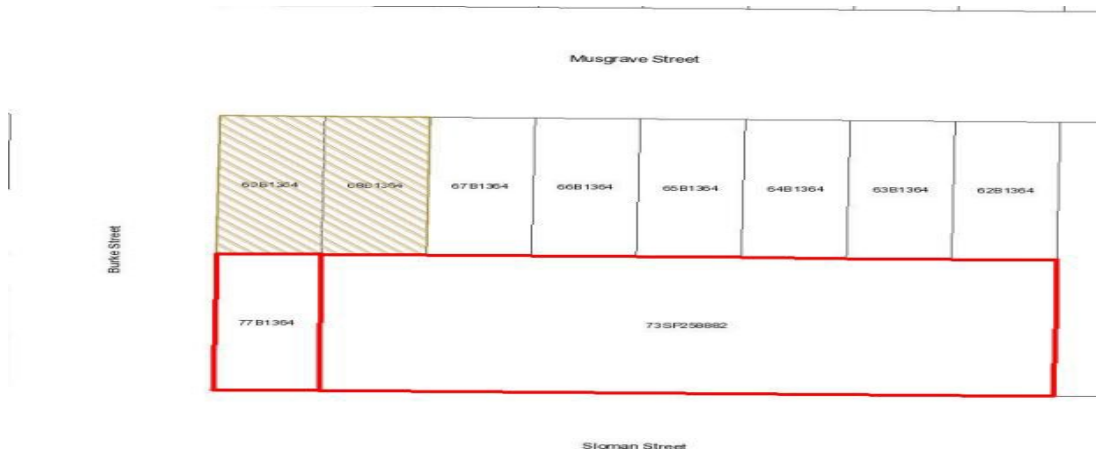 Musgrave Street
69B1364
68B1364
67B1364
66B1364
65B1364
64B1364
63B1364
62B1364
Burke Street
77B1364
73SP258882
Sloman Street